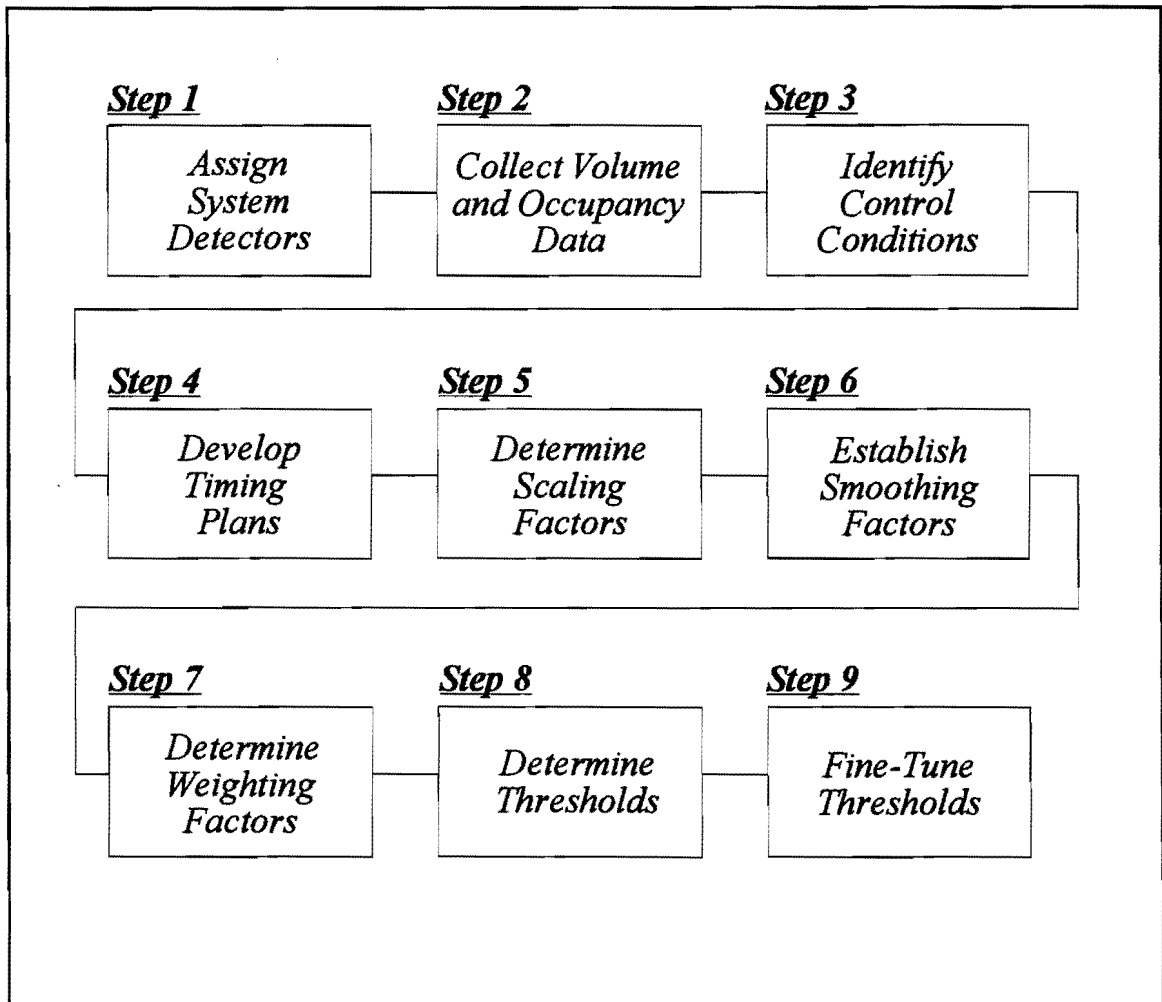 Step 1
Assign
System
Detectors
Step 2
Collect Volume
and Occupancy
Data
Step 3
Identify
Control
Conditions
Step 4
Develop
Timing
Plans
Step 5
Determine
Scaling
Factors
Step 6
Establish
Smoothing
Factors
Step 7
Determine
Weighting
Factors
Step 8
Determine
Thresholds
Step 9
Fine-Tune
Thresholds